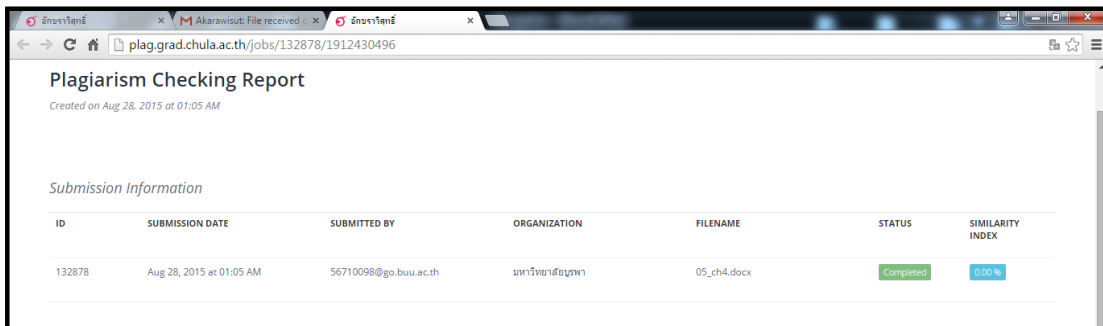 อักขราวิสุทธิ์ Akarawisut: File received c อักขราวิสุทธิ์
plag.grad.chula.ac.th/jobs/132878/1912430496
Plagiarism Checking Report
Created on Aug 28, 2015 at 01:05 AM
Submission Information
ID SUBMISSION DATE SUBMITTED BY ORGANIZATION FILENAME STATUS SIMILARITY INDEX
132878 Aug 28, 2015 at 01:05 AM 56710098@go.buu.ac.th มหาวิทยาลัยบูรพา 05_ch4.docx Completed 0.00 %